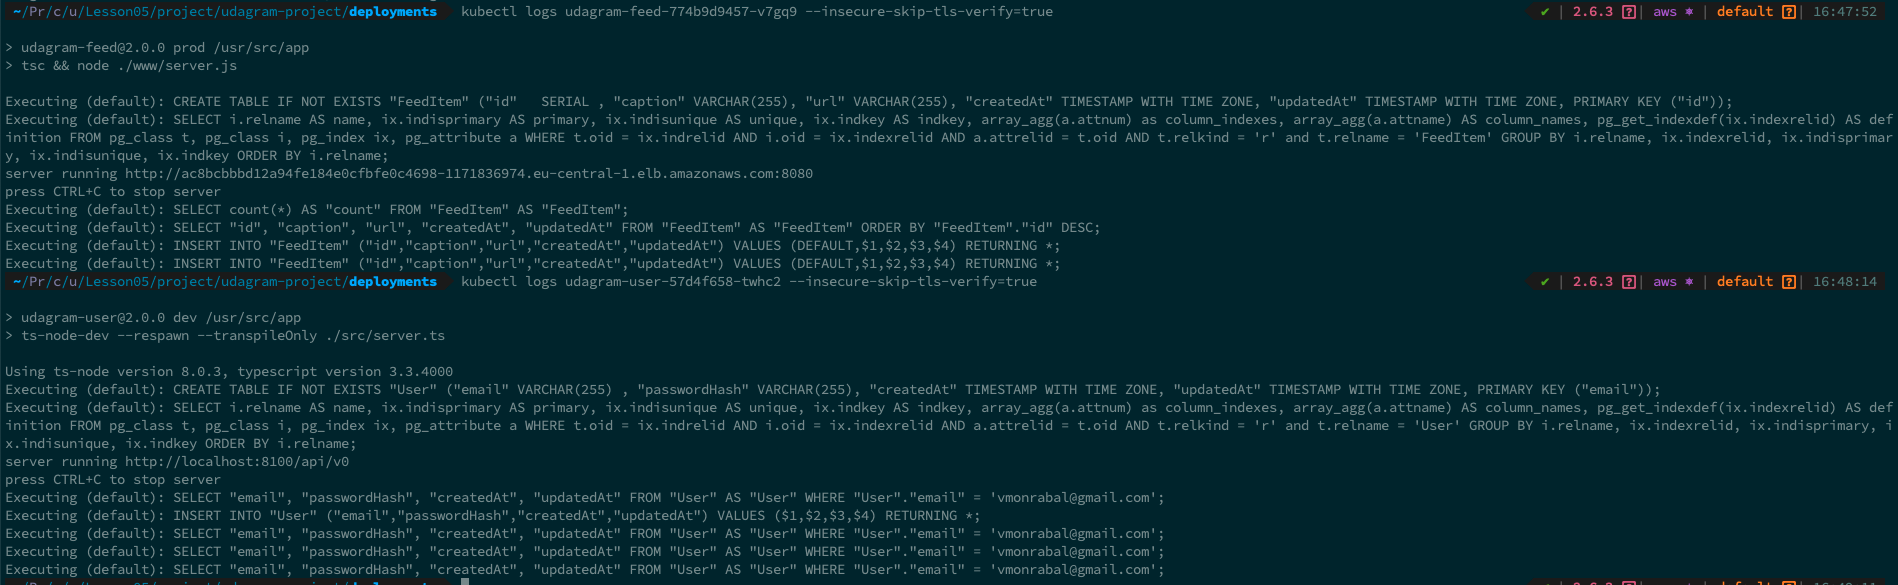 ~/Pr/c/u/Lesson05/project/udagram-project/deployments kubectl logs udagram-feed-774b9d9457-v7gq9 --insecure-skip-tls-verify=true ✔ | 2.6.3 | aws ⎈ | default | 16:47:52
> udagram-feed@2.0.0 prod /usr/src/app
> tsc && node ./www/server.js
Executing (default): CREATE TABLE IF NOT EXISTS "FeedItem" ("id"   SERIAL , "caption" VARCHAR(255), "url" VARCHAR(255), "createdAt" TIMESTAMP WITH TIME ZONE, "updatedAt" TIMESTAMP WITH TIME ZONE, PRIMARY KEY ("id"));
Executing (default): SELECT i.relname AS name, ix.indisprimary AS primary, ix.indisunique AS unique, ix.indkey AS indkey, array_agg(a.attnum) as column_indexes, array_agg(a.attname) AS column_names, pg_get_indexdef(ix.indexrelid) AS def
inition FROM pg_class t, pg_class i, pg_index ix, pg_attribute a WHERE t.oid = ix.indrelid AND i.oid = ix.indexrelid AND a.attrelid = t.oid AND t.relkind = 'r' and t.relname = 'FeedItem' GROUP BY i.relname, ix.indexrelid, ix.indisprimar
y, ix.indisunique, ix.indkey ORDER BY i.relname;
server running http://ac8bcbbbd12a94fe184e0cfbfe0c4698-1171836974.eu-central-1.elb.amazonaws.com:8080
press CTRL+C to stop server
Executing (default): SELECT count(*) AS "count" FROM "FeedItem" AS "FeedItem";
Executing (default): SELECT "id", "caption", "url", "createdAt", "updatedAt" FROM "FeedItem" AS "FeedItem" ORDER BY "FeedItem"."id" DESC;
Executing (default): INSERT INTO "FeedItem" ("id","caption","url","createdAt","updatedAt") VALUES (DEFAULT,$1,$2,$3,$4) RETURNING *;
Executing (default): INSERT INTO "FeedItem" ("id","caption","url","createdAt","updatedAt") VALUES (DEFAULT,$1,$2,$3,$4) RETURNING *;
~/Pr/c/u/Lesson05/project/udagram-project/deployments kubectl logs udagram-user-57d4f658-twhc2 --insecure-skip-tls-verify=true ✔ | 2.6.3 | aws ⎈ | default | 16:48:14
> udagram-user@2.0.0 dev /usr/src/app
> ts-node-dev --respawn --transpileOnly ./src/server.ts
Using ts-node version 8.0.3, typescript version 3.3.4000
Executing (default): CREATE TABLE IF NOT EXISTS "User" ("email" VARCHAR(255) , "passwordHash" VARCHAR(255), "createdAt" TIMESTAMP WITH TIME ZONE, "updatedAt" TIMESTAMP WITH TIME ZONE, PRIMARY KEY ("email"));
Executing (default): SELECT i.relname AS name, ix.indisprimary AS primary, ix.indisunique AS unique, ix.indkey AS indkey, array_agg(a.attnum) as column_indexes, array_agg(a.attname) AS column_names, pg_get_indexdef(ix.indexrelid) AS def
inition FROM pg_class t, pg_class i, pg_index ix, pg_attribute a WHERE t.oid = ix.indrelid AND i.oid = ix.indexrelid AND a.attrelid = t.oid AND t.relkind = 'r' and t.relname = 'User' GROUP BY i.relname, ix.indexrelid, ix.indisprimary, i
x.indisunique, ix.indkey ORDER BY i.relname;
server running http://localhost:8100/api/v0
press CTRL+C to stop server
Executing (default): SELECT "email", "passwordHash", "createdAt", "updatedAt" FROM "User" AS "User" WHERE "User"."email" = 'vmonrabal@gmail.com';
Executing (default): INSERT INTO "User" ("email","passwordHash","createdAt","updatedAt") VALUES ($1,$2,$3,$4) RETURNING *;
Executing (default): SELECT "email", "passwordHash", "createdAt", "updatedAt" FROM "User" AS "User" WHERE "User"."email" = 'vmonrabal@gmail.com';
Executing (default): SELECT "email", "passwordHash", "createdAt", "updatedAt" FROM "User" AS "User" WHERE "User"."email" = 'vmonrabal@gmail.com';
Executing (default): SELECT "email", "passwordHash", "createdAt", "updatedAt" FROM "User" AS "User" WHERE "User"."email" = 'vmonrabal@gmail.com';